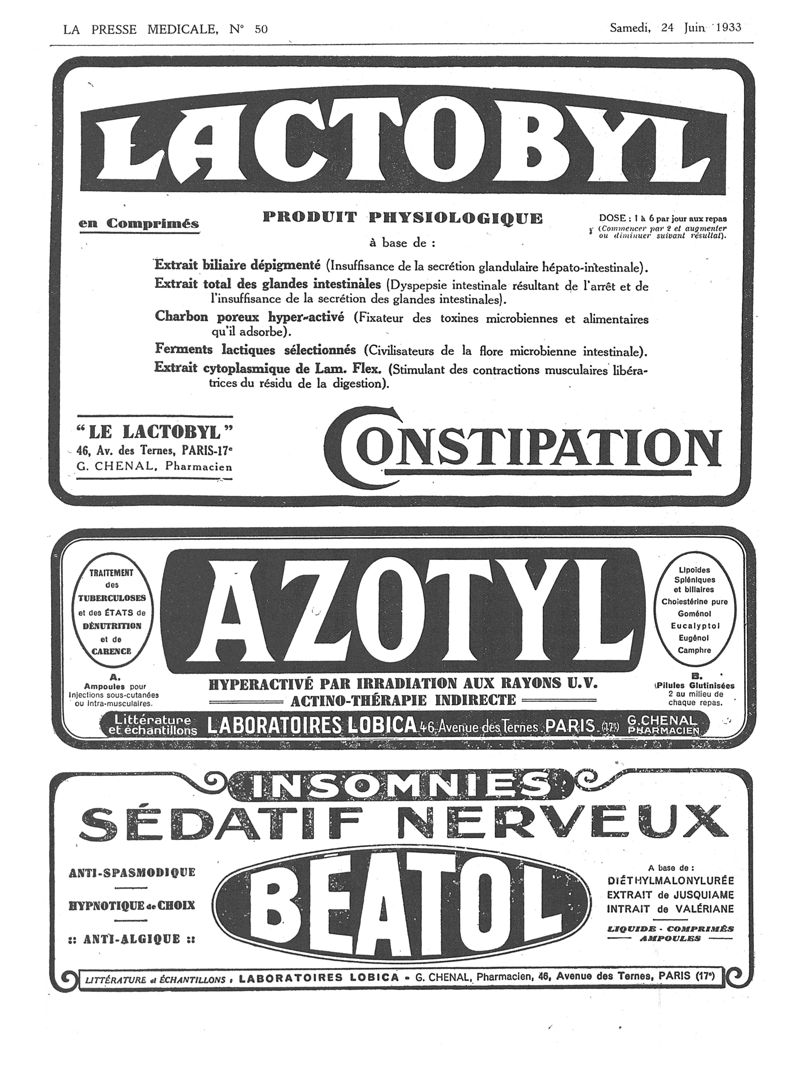 LA PRESSE MEDICALE, N° 50
Samedi, 24 Juin 1933
LACTOBYL
en Comprimés
PRODUIT PHYSIOLOGIQUE
à base de :
DOSE : 1 à 6 par jour aux repas
(Commencer par 2 et augmenter
ou diminuer suivant résultat).
Extrait biliaire dépigmenté (Insuffisance de la secrétion glandulaire hépato-intestinale).
Extrait total des glandes intestinales (Dyspepsie intestinale résultant de l'arrêt et de
l'insuffisance de la secrétion des glandes intestinales).
Charbon poreux hyper-activé (Fixateur des toxines microbiennes et alimentaires
qu'il adsorbe).
Ferments lactiques sélectionnés (Civilisateurs de la flore microbienne intestinale).
Extrait cytoplasmique de Lam. Flex. (Stimulant des contractions musculaires libéra-
trices du résidu de la digestion).
"LE LACTOBYL"
46, Av. des Ternes, PARIS-17e
G. CHENAL, Pharmacien
CONSTIPATION
TRAITEMENT
des
TUBERCULOSES
et des ÉTATS de
DÉNUTRITION
et de
CARENCE
A.
Ampoules pour
Injections sous-cutanées
ou intra-musculaires.
AZOTYL
HYPERACTIVÉ PAR IRRADIATION AUX RAYONS U.V.
ACTINO-THÉRAPIE INDIRECTE
Lipoïdes
Spléniques
et biliaires
Cholestérine pure
Goménol
Eucalyptol
Eugénol
Camphre
B.
Pilules Glutinisées
2 au milieu de
chaque repas.
Littérature
et échantillons
LABORATOIRES LOBICA 46, Avenue des Ternes . PARIS (17e)
G. CHENAL
PHARMACIEN
INSOMNIES
SÉDATIF NERVEUX
ANTI-SPASMODIQUE
HYPNOTIQUE de CHOIX
:: ANTI-ALGIQUE ::
BEATOL
A base de :
DIÉTHYLMALONYLURÉE
EXTRAIT de JUSQUIAME
INTRAIT de VALÉRIANE
LIQUIDE - COMPRIMÉS
AMPOULES
LITTÉRATURE et ÉCHANTILLONS : LABORATOIRES LOBICA - G. CHENAL, Pharmacien, 46, Avenue des Ternes, PARIS (17e)